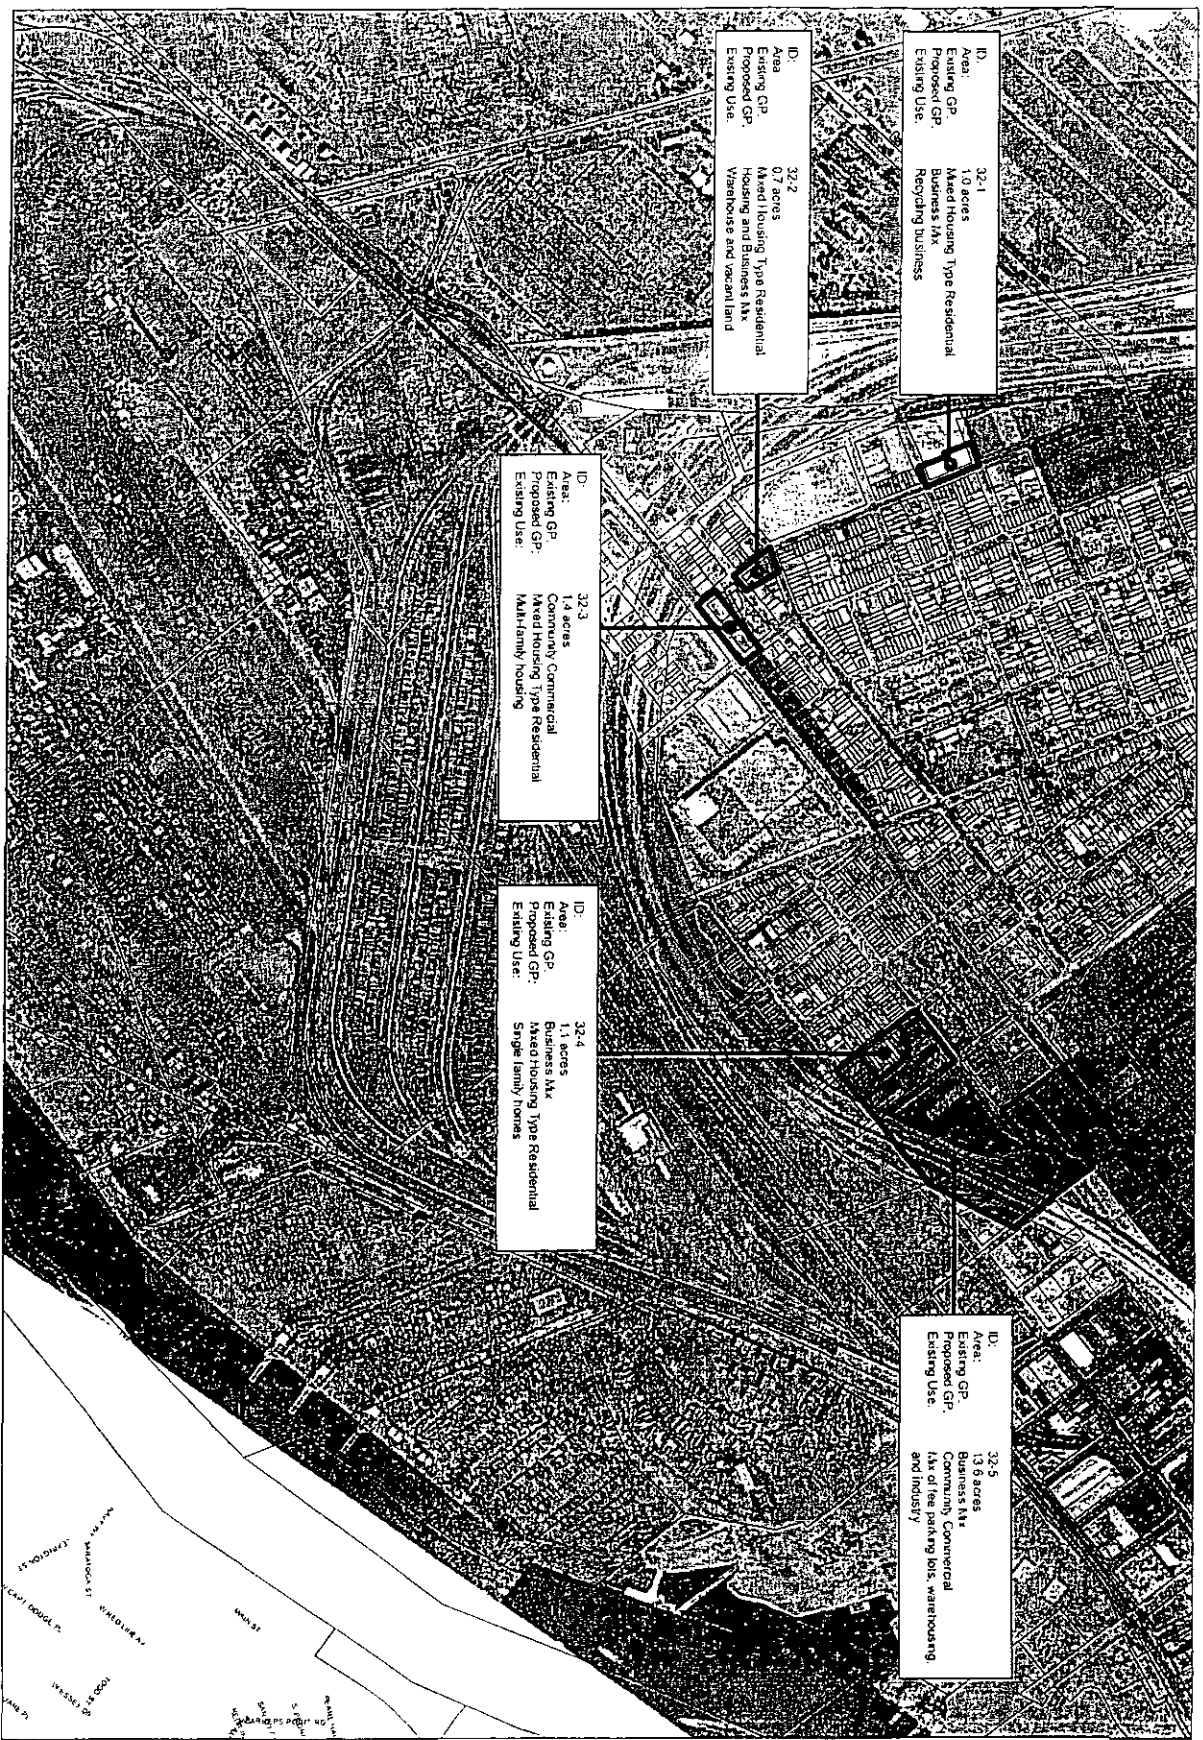 ID: 32-1
Area: 1.0 acres
Existing GP. Mixed Housing Type Residential
Proposed GP. Business Mix
Existing Use. Recycling business
ID: 32-2
Area 0.7 acres
Existing GP. Mixed Housing Type Residential
Proposed GP. Housing and Business Mix
Existing Use. Warehouse and vacant land
ID: 32-3
Area: 1.4 acres
Existing GP. Community Commercial
Proposed GP: Mixed Housing Type Residential
Existing Use: Multi-family housing
ID: 32-4
Area: 1.1 acres
Existing GP. Business Mix
Proposed GP: Mixed Housing Type Residential
Existing Use: Single family homes
ID: 32-5
Area: 13.6 acres
Existing GP. Business Mix
Proposed GP. Community Commercial
Existing Use. Mix of fee parking lots, warehousing,
and industry
MAIN ST
SARATOGA ST
LEXINGTON ST
W RED LINE AV
TODD ST